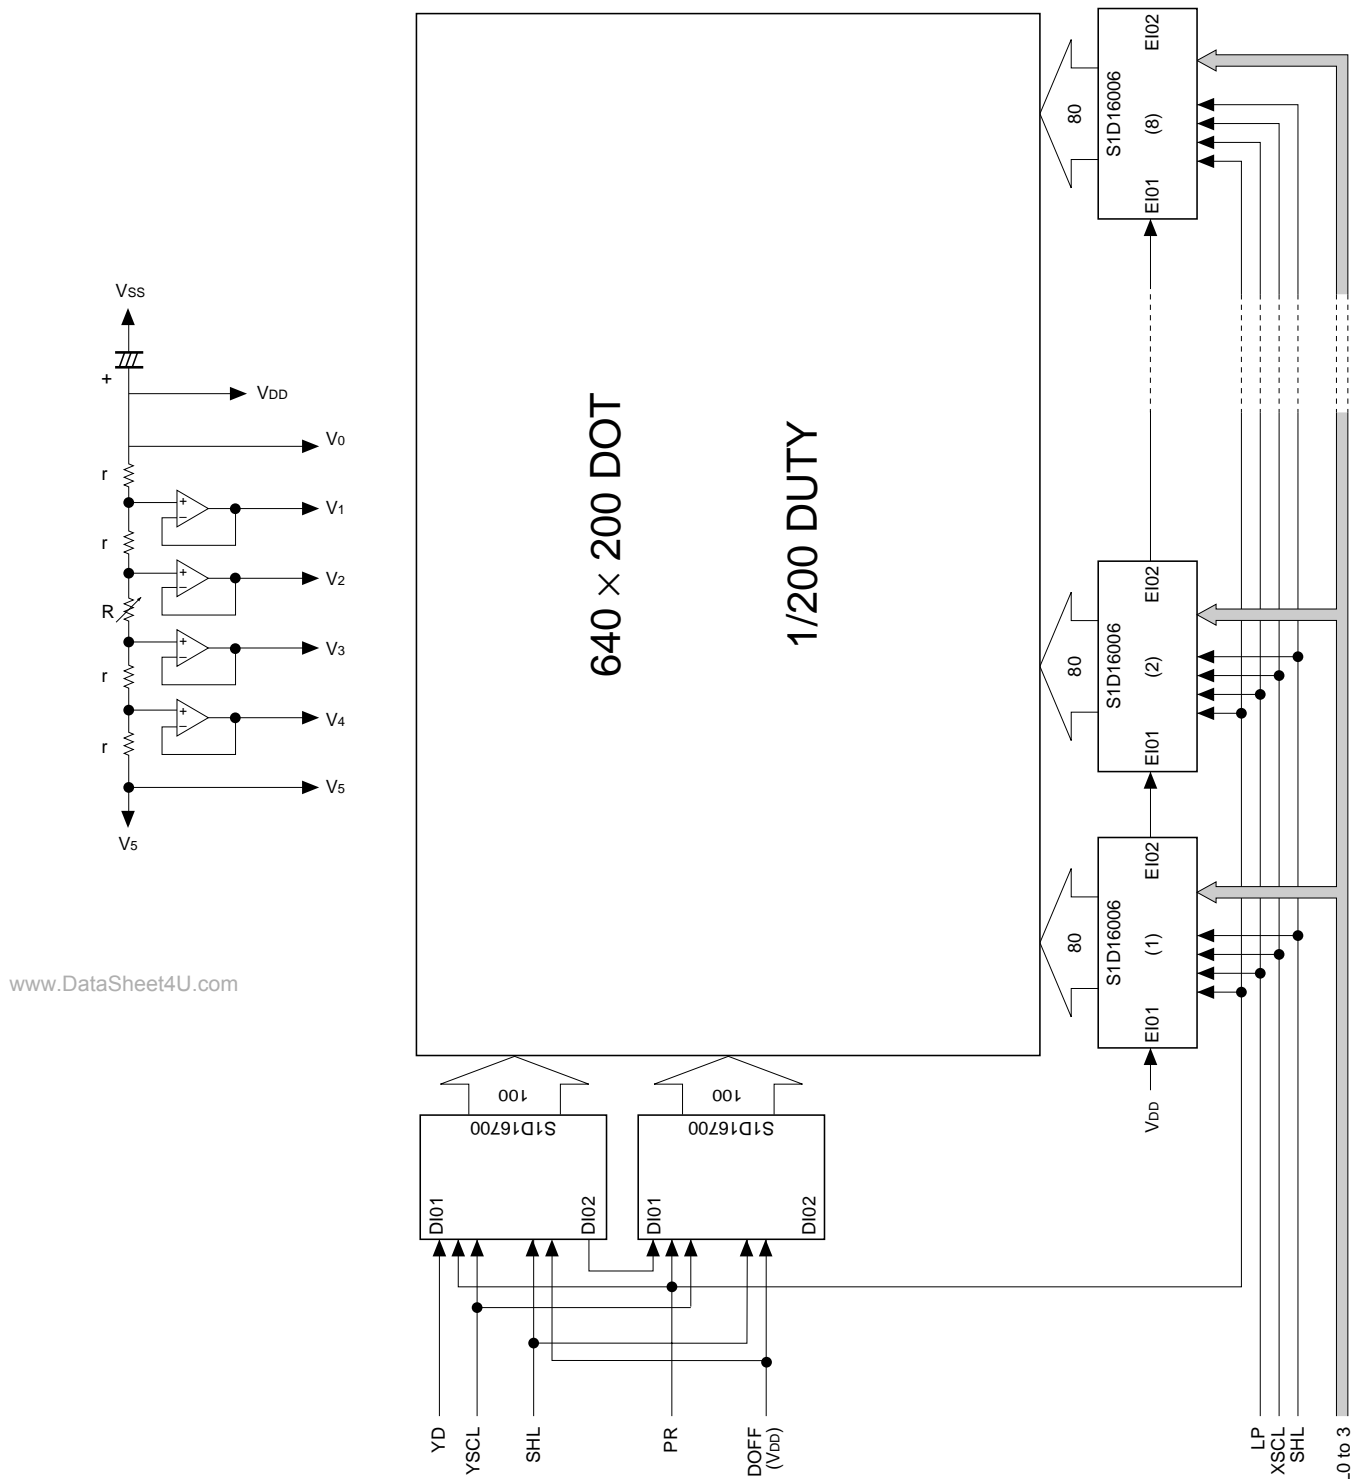 VSS
+
VDD
V0
r
V1
r
V2
R
V3
r
V4
r
V5
V5
+
−
+
−
+
−
+
−
640 × 200 DOT
1/200 DUTY
80
S1D16006
(8)
EI01
EI02
80
S1D16006
(2)
EI01
EI02
80
S1D16006
(1)
EI01
EI02
VDD
www.DataSheet4U.com
100
S1D16700
DI01
DI02
100
S1D16700
DI01
DI02
YD
YSCL
SHL
PR
DOFF
(VDD)
LP
XSCL
SHL
0 to 3